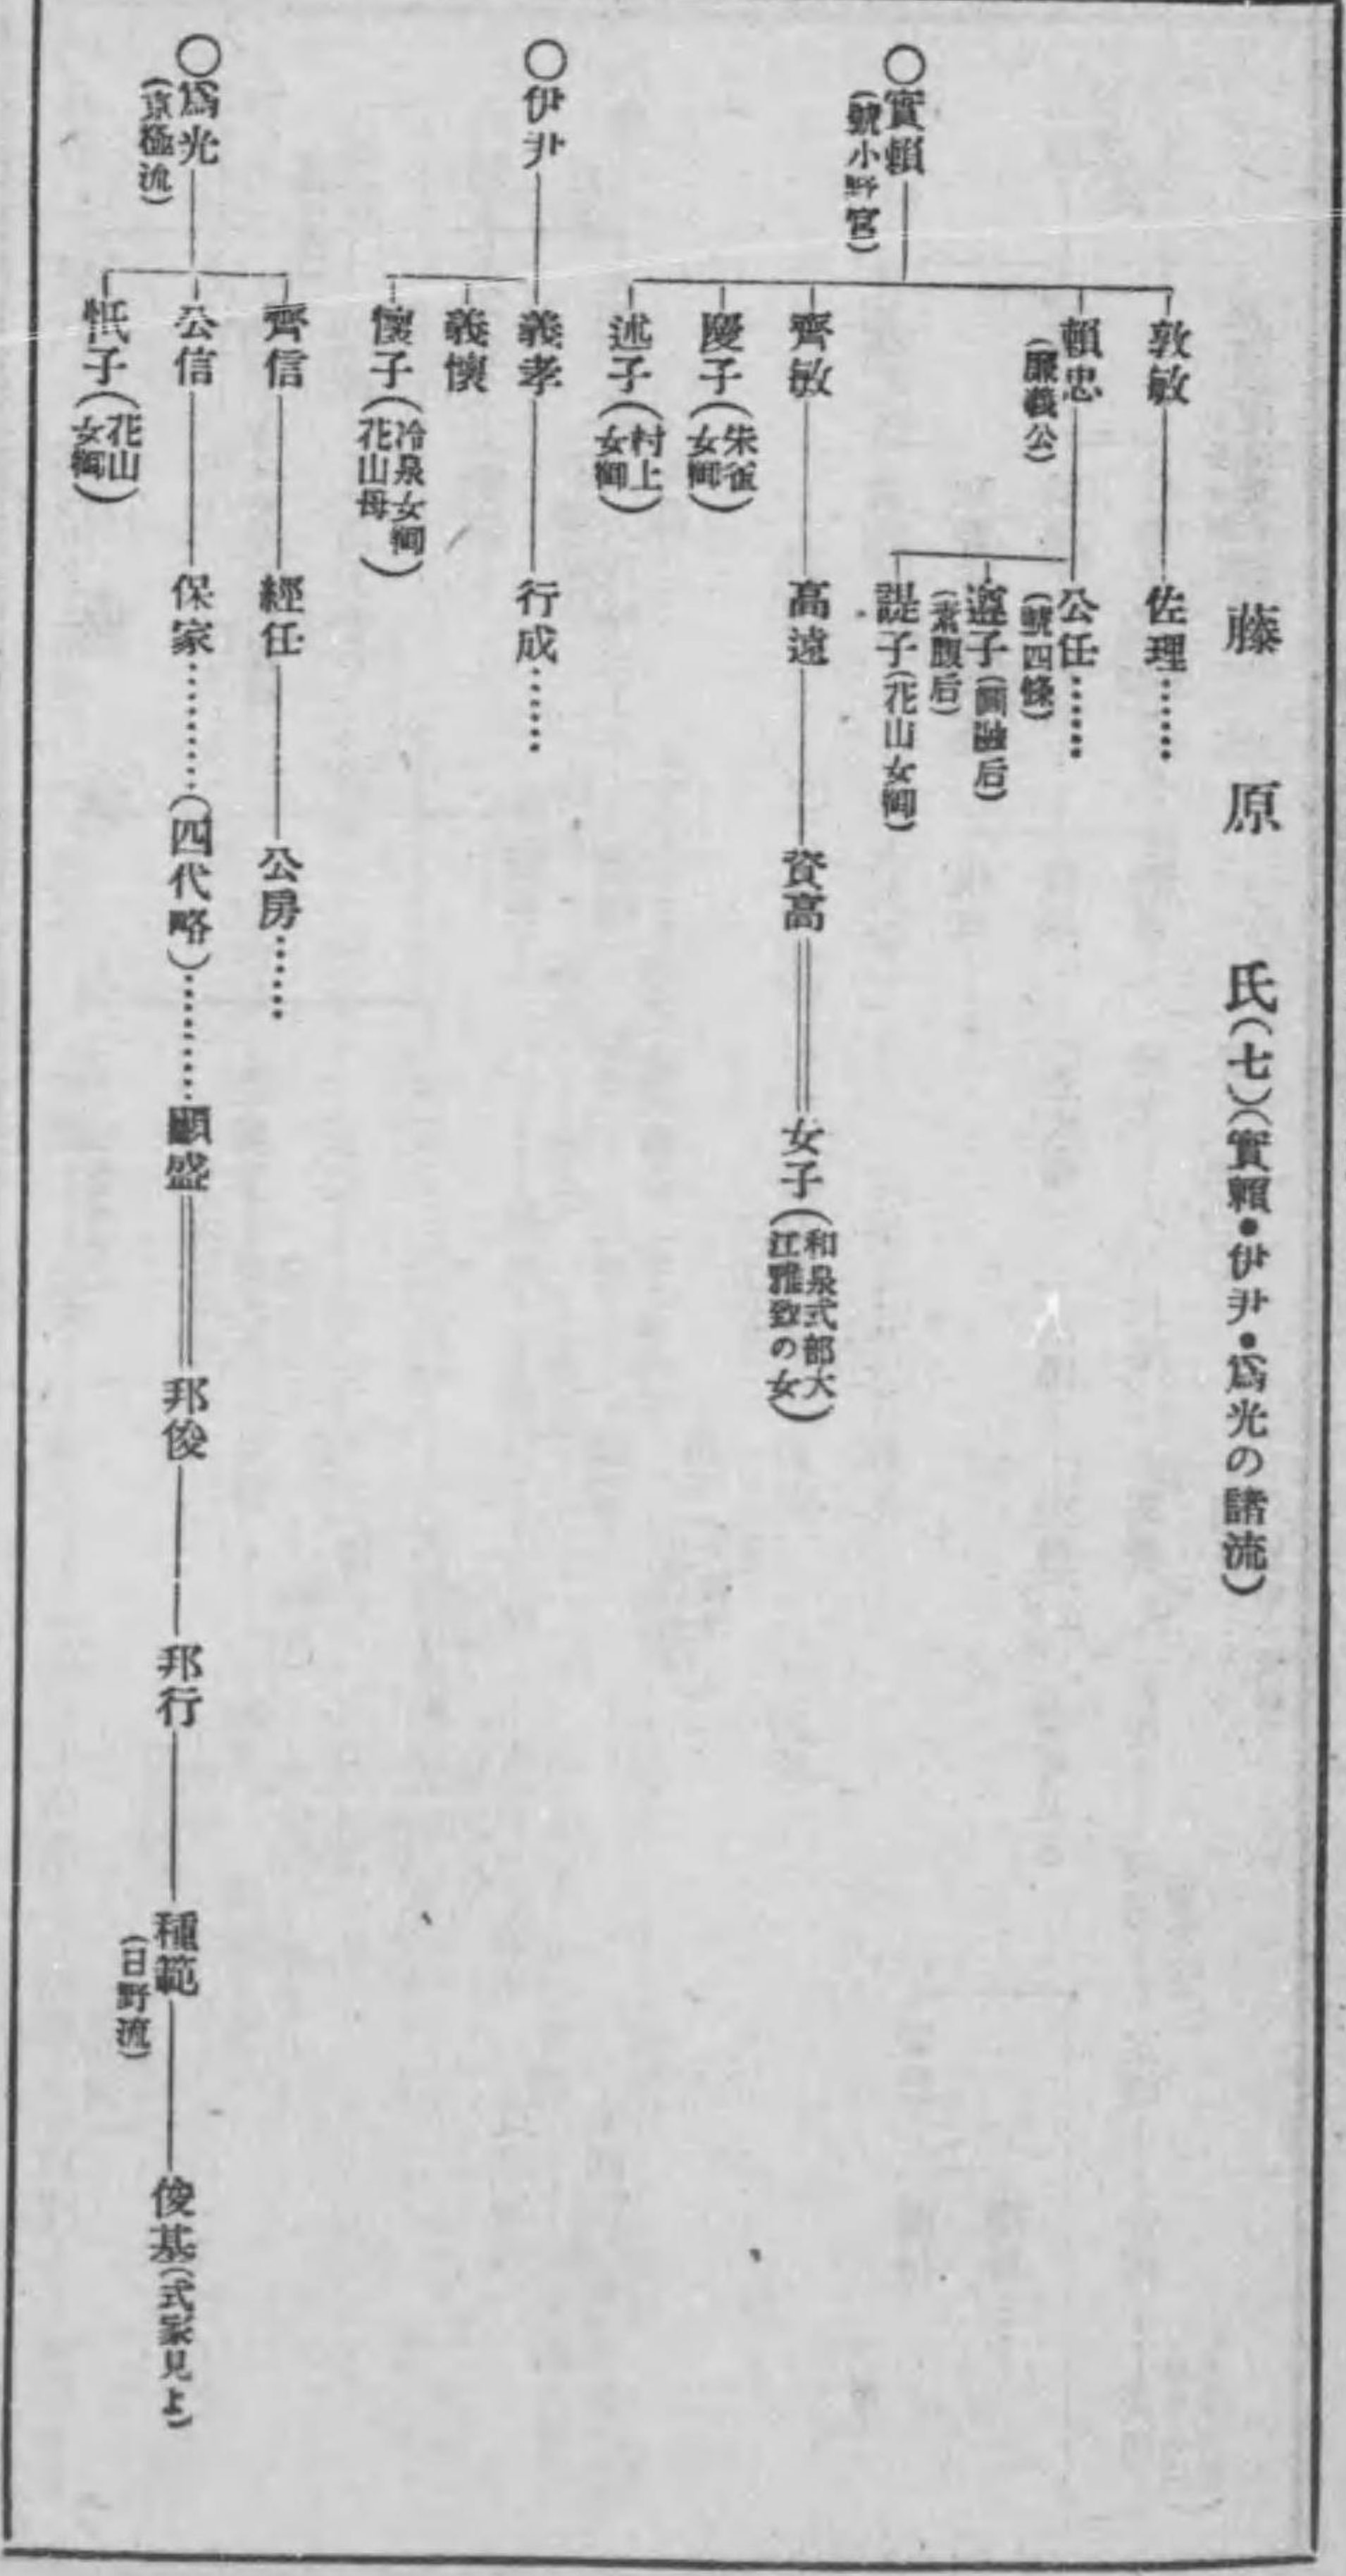 藤原氏(七)(實賴・伊尹・爲光の諸流)
○實賴
(號小野宮)
敦敏
佐理……
賴忠
(廉義公)
公任……
(號四條)
遵子(圓融后)
(素腹后)
諟子(花山女御)
齊敏
高遠
資高
女子(和泉式部大
江雅致の女)
慶子(朱雀
女御)
述子(村上
女御)
○伊尹
義孝
行成……
義懷
懷子(冷泉女御
花山母)
○爲光
(京極流)
齊信
經任
公房……
公信
保家………(四代略)………顯盛
邦俊
邦行
種範
(日野流)
俊基(式家見よ)
忯子(花山
女御)